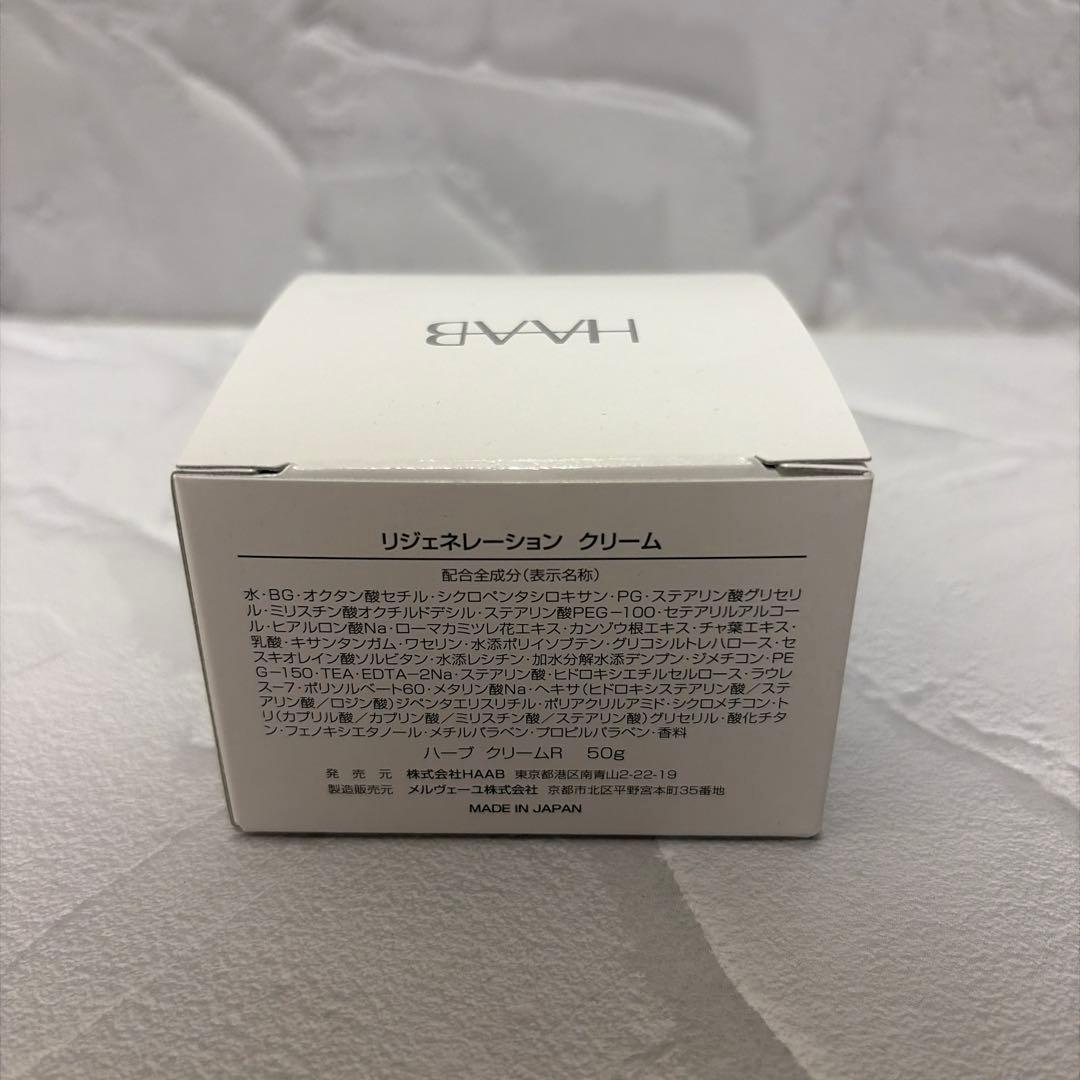 HAAB
リジェネレーション クリーム
配合全成分(表示名称)
水・BG・オクタン酸セチル・シクロペンタシロキサン・PG・ステアリン酸グリセリ
ル・ミリスチン酸オクチルドデシル・ステアリン酸PEG-100・セテアリルアルコー
ル・ヒアルロン酸Na・ローマカミツレ花エキス・カンゾウ根エキス・チャ葉エキス・
乳酸・キサンタンガム・ワセリン・水添ポリイソブテン・グリコシルトレハロース・セ
スキオレイン酸ソルビタン・水添レシチン・加水分解水添デンプン・ジメチコン・PE
G-150・TEA・EDTA-2Na・ステアリン酸・ヒドロキシエチルセルロース・ラウレ
ス-7・ポリソルベート60・メタリン酸Na・ヘキサ(ヒドロキシステアリン酸/ステ
アリン酸/ロジン酸)ジペンタエリスリチル・ポリアクリルアミド・シクロメチコン・ト
リ(カプリル酸/カプリン酸/ミリスチン酸/ステアリン酸)グリセリル・酸化チタ
ン・フェノキシエタノール・メチルパラベン・プロピルパラベン・香料
ハーブ クリームR 50g
発売元 株式会社HAAB 東京都港区南青山2-22-19
製造販売元 メルヴェーユ株式会社 京都市北区平野宮本町35番地
MADE IN JAPAN